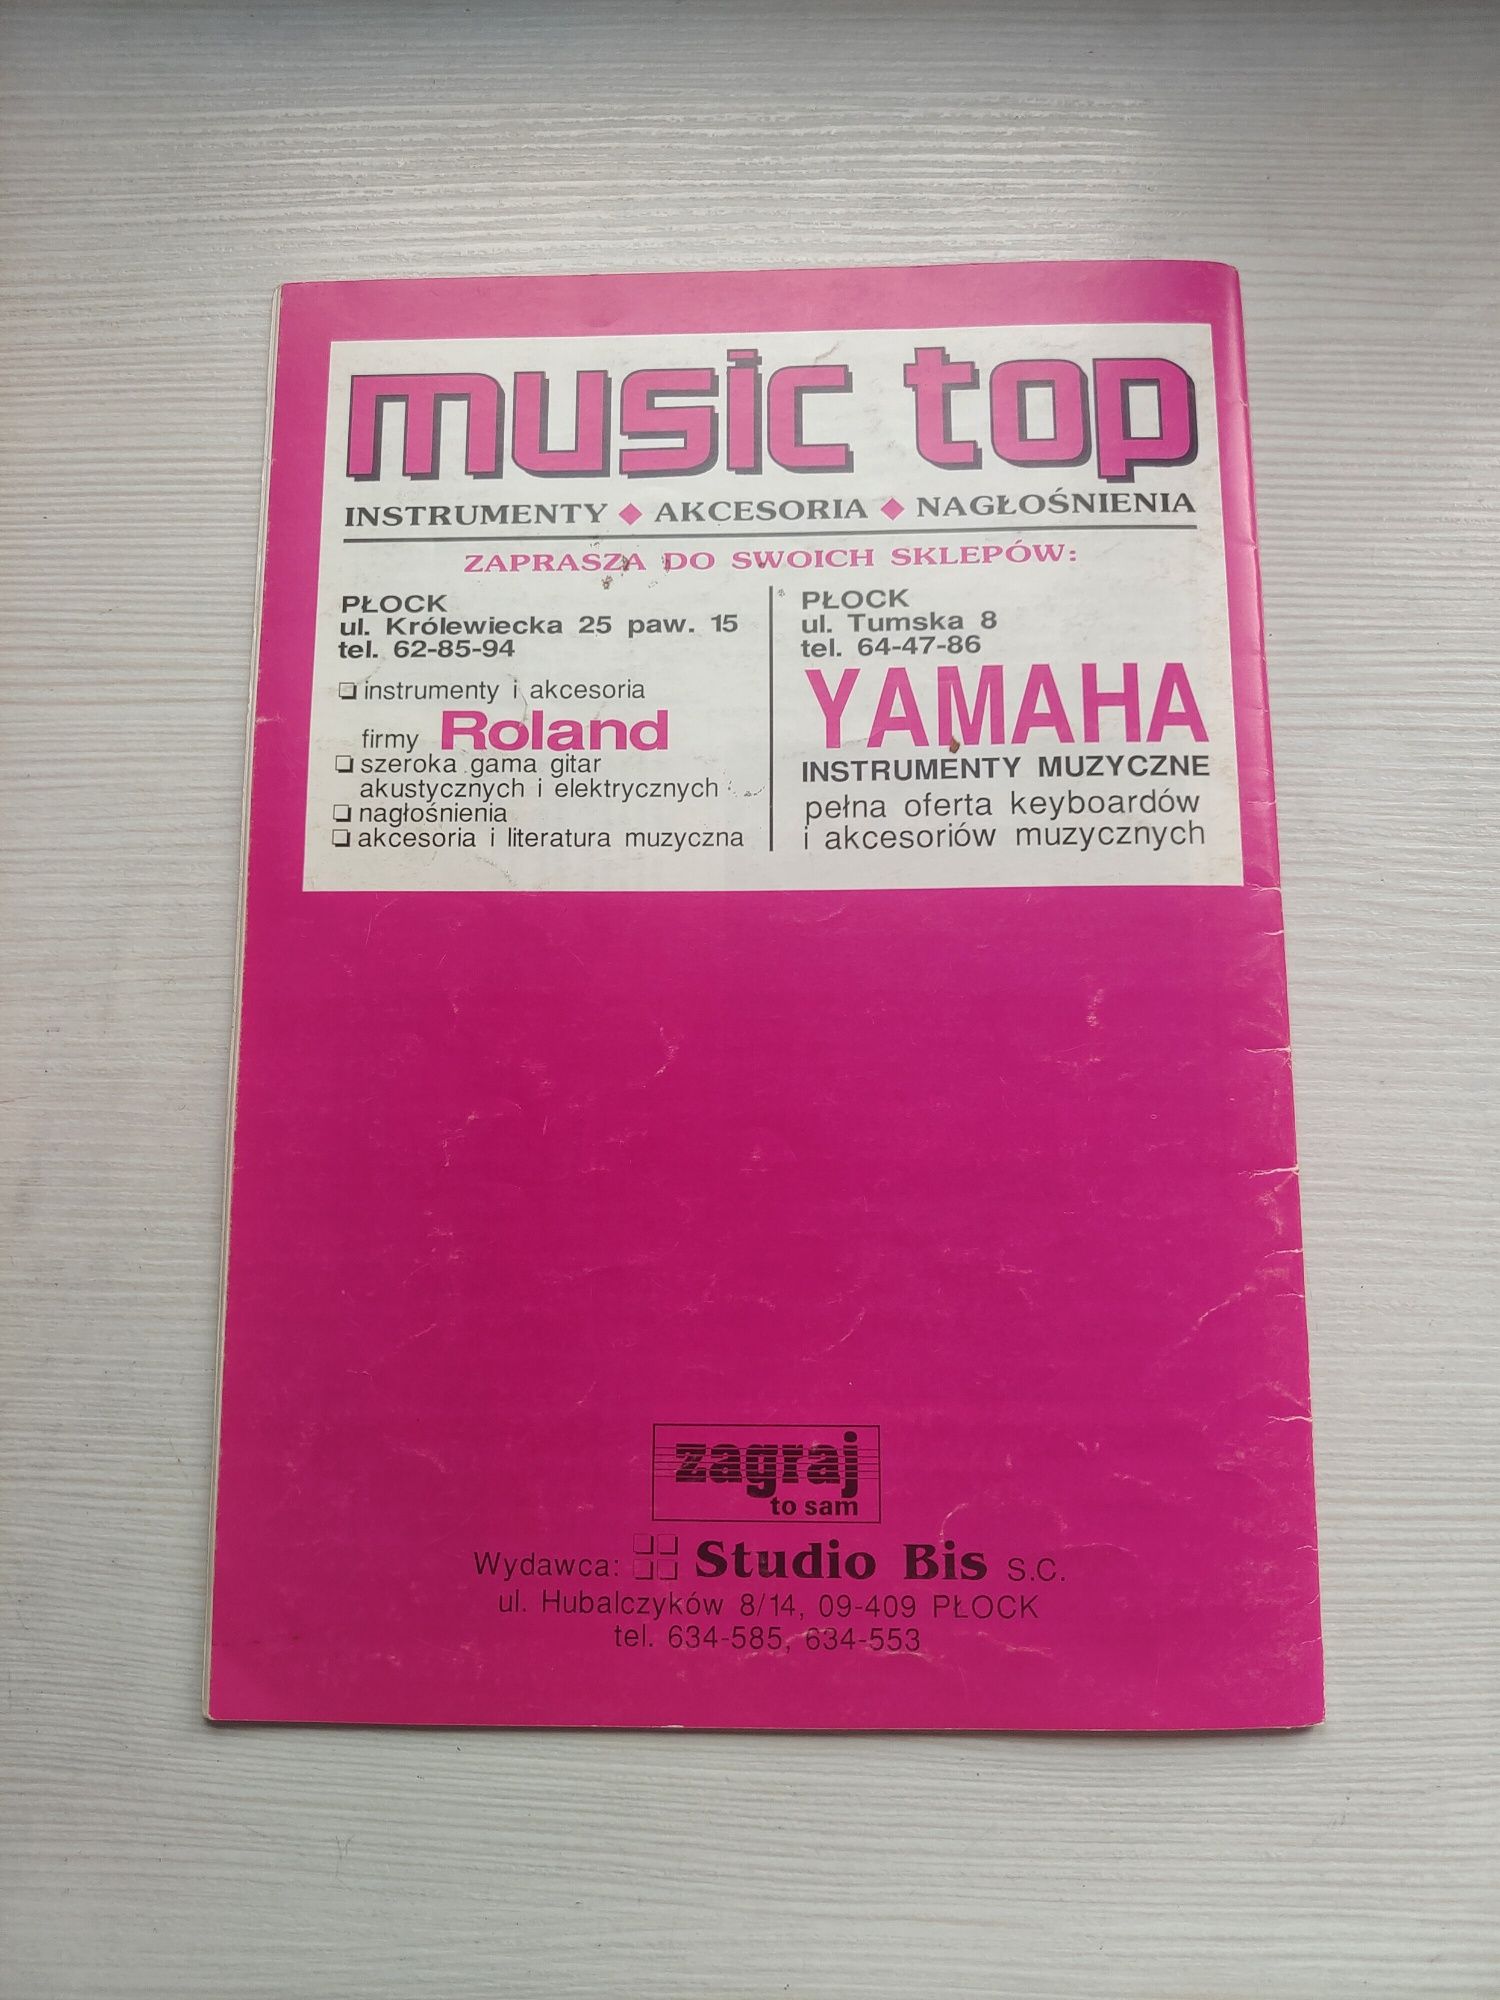 music top
INSTRUMENTY ◆ AKCESORIA ◆ NAGŁOŚNIENIA
ZAPRASZA DO SWOICH SKLEPÓW:
PŁOCK
ul. Królewiecka 25 paw. 15
tel. 62-85-94
❏ instrumenty i akcesoria
firmy Roland
❏ szeroka gama gitar
akustycznych i elektrycznych
❏ nagłośnienia
❏ akcesoria i literatura muzyczna
PŁOCK
ul. Tumska 8
tel. 64-47-86
YAMAHA
INSTRUMENTY MUZYCZNE
pełna oferta keyboardów
i akcesoriów muzycznych
zagraj
to sam
Wydawca: Studio Bis S.C.
ul. Hubalczyków 8/14, 09-409 PŁOCK
tel. 634-585, 634-553